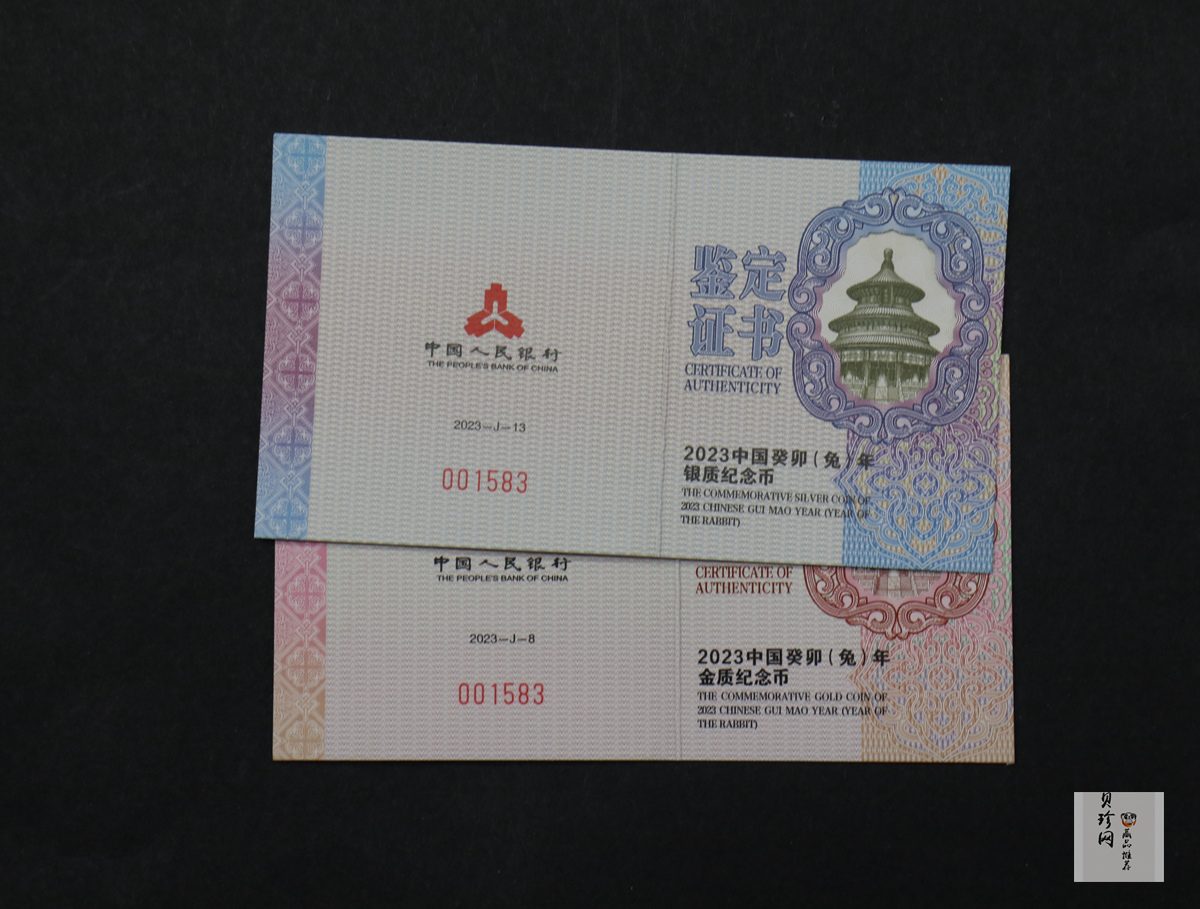 中国人民银行
THE PEOPLE'S BANK OF CHINA
2023-J-13
001583
鉴定
证书
CERTIFICATE OF
AUTHENTICITY
2023中国癸卯(兔)年
银质纪念币
THE COMMEMORATIVE SILVER COIN OF
2023 CHINESE GUI MAO YEAR (YEAR OF
THE RABBIT)
中国人民银行
THE PEOPLE'S BANK OF CHINA
2023-J-8
001583
CERTIFICATE OF
AUTHENTICITY
2023中国癸卯(兔)年
金质纪念币
THE COMMEMORATIVE GOLD COIN OF
2023 CHINESE GUI MAO YEAR (YEAR OF
THE RABBIT)
贝珍网
藏品推荐